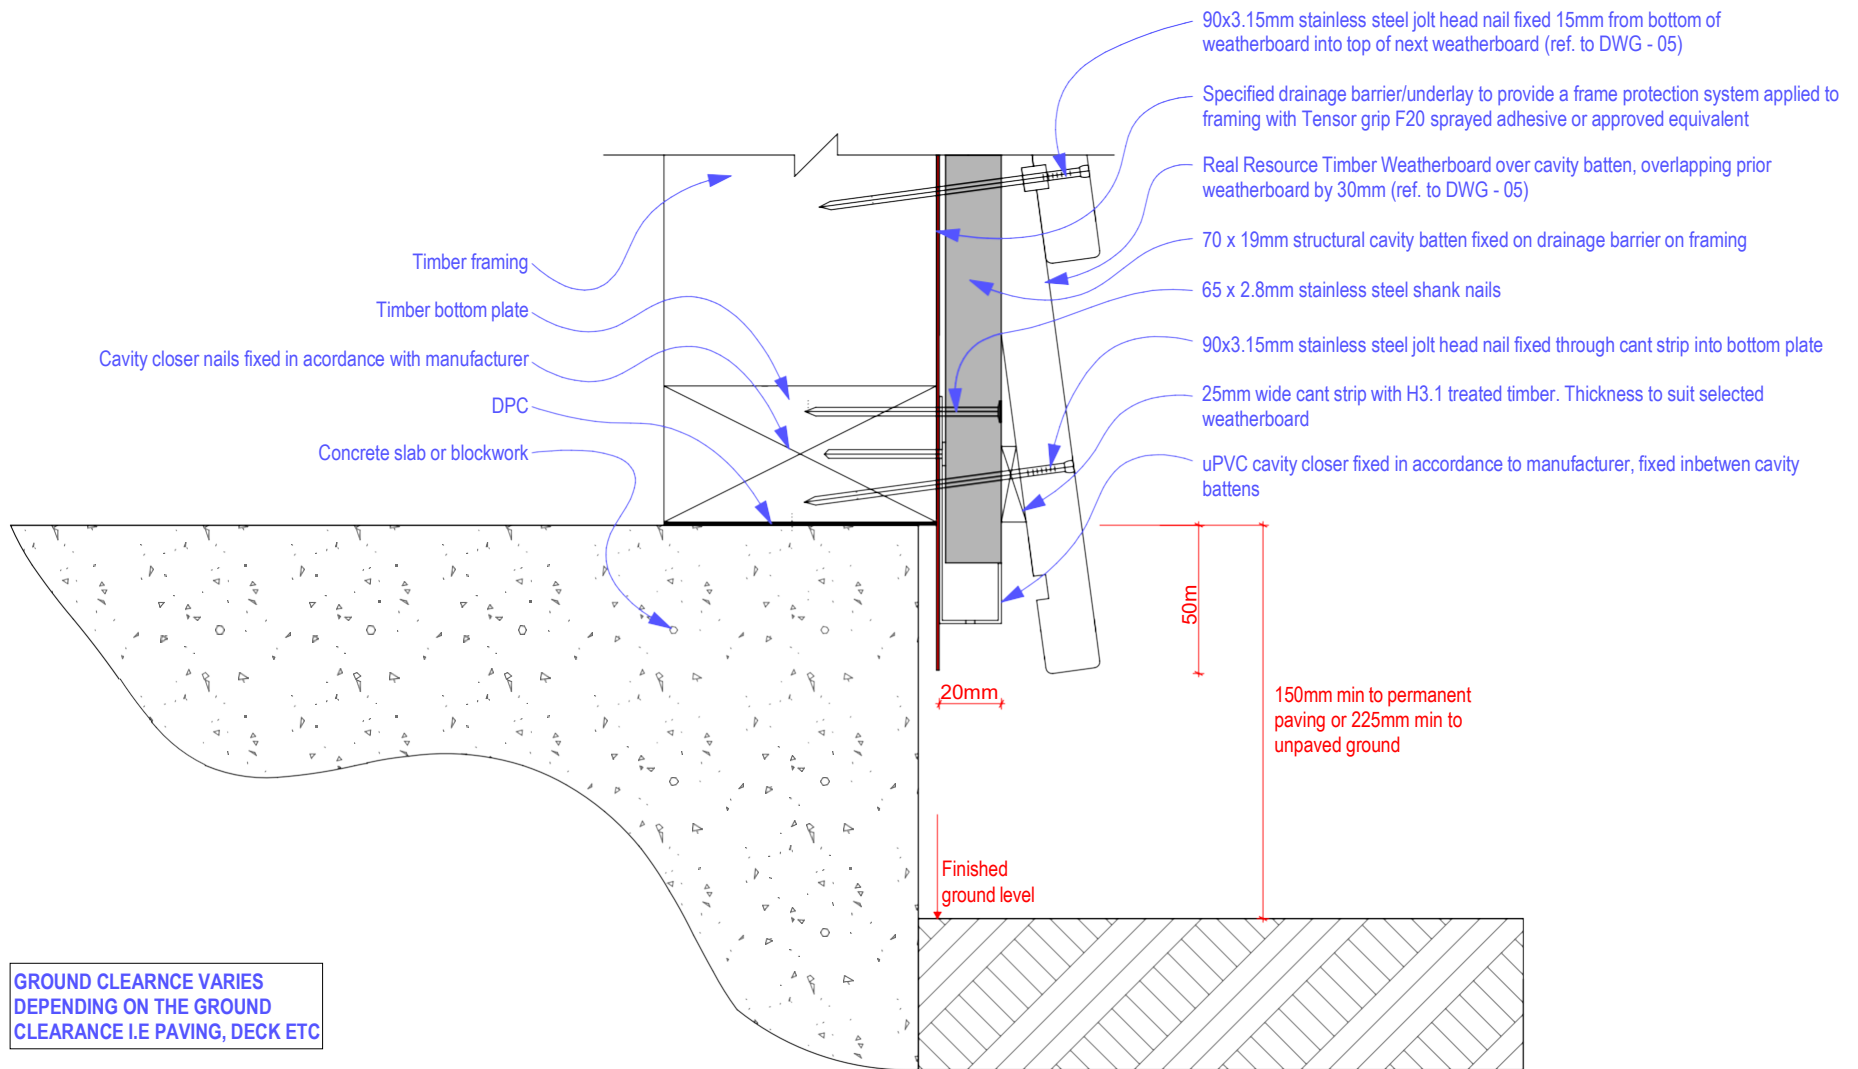 90x3.15mm stainless steel jolt head nail fixed 15mm from bottom of
weatherboard into top of next weatherboard (ref. to DWG - 05)
Specified drainage barrier/underlay to provide a frame protection system applied to
framing with Tensor grip F20 sprayed adhesive or approved equivalent
Real Resource Timber Weatherboard over cavity batten, overlapping prior
weatherboard by 30mm (ref. to DWG - 05)
70 x 19mm structural cavity batten fixed on drainage barrier on framing
65 x 2.8mm stainless steel shank nails
90x3.15mm stainless steel jolt head nail fixed through cant strip into bottom plate
25mm wide cant strip with H3.1 treated timber. Thickness to suit selected
weatherboard
uPVC cavity closer fixed in accordance to manufacturer, fixed inbetwen cavity
battens
Timber framing
Timber bottom plate
Cavity closer nails fixed in acordance with manufacturer
DPC
Concrete slab or blockwork
50m
20mm
150mm min to permanent
paving or 225mm min to
unpaved ground
Finished
ground level
GROUND CLEARNCE VARIES
DEPENDING ON THE GROUND
CLEARANCE I.E PAVING, DECK ETC